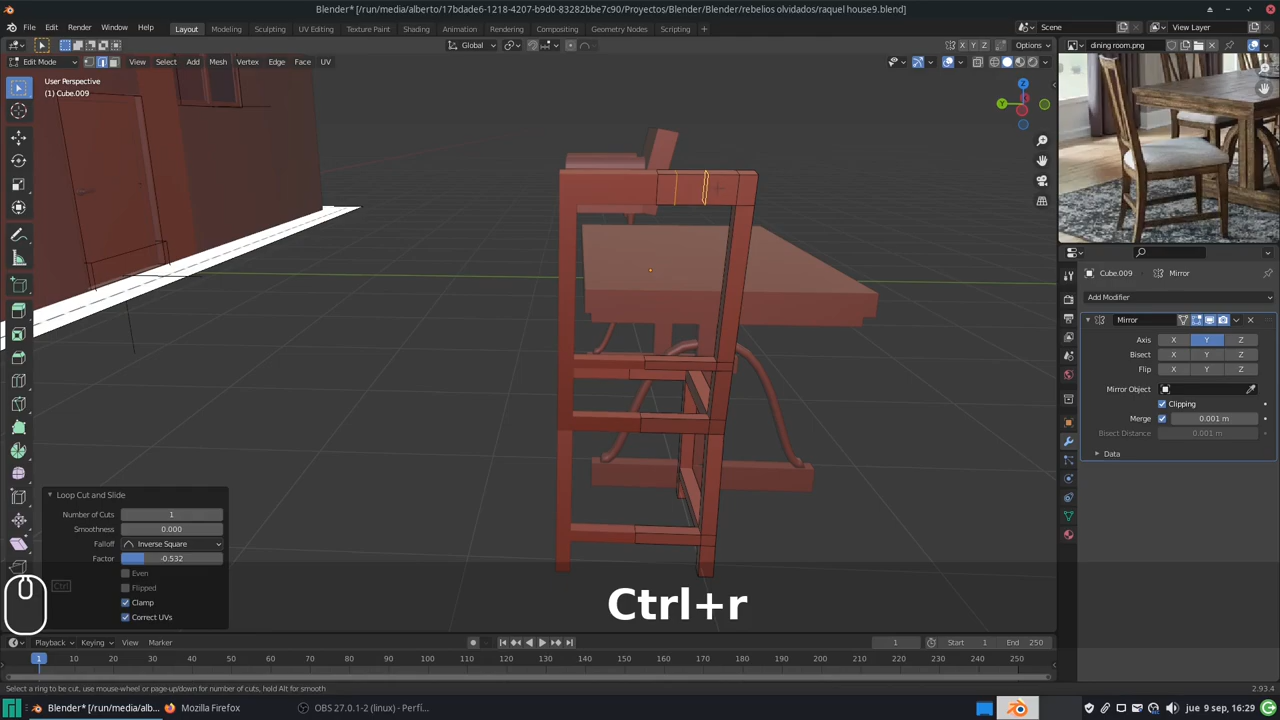 Blender* [/run/media/alberto/17bdade6-1218-4207-b9d0-83282bbe7c90/Proyectos/Blender/Blender/rebelios olvidados/raquel house9.blend]
File Edit Render Window Help Layout Modeling Sculpting UV Editing Texture Paint Shading Animation Rendering Compositing Geometry Nodes Scripting + Scene View Layer
Global X Y Z Options dining room.png
Edit Mode View Select Add Mesh Vertex Edge Face UV
User Perspective
(1) Cube.009
Z
Y
Cube.009 Mirror
Add Modifier
Mirror
Axis X Y Z
Bisect X Y Z
Flip X Y Z
Mirror Object
Clipping
Merge 0.001 m
Bisect Distance 0.001 m
Data
Loop Cut and Slide
Number of Cuts 1
Smoothness 0.000
Falloff Inverse Square
Factor -0.532
Even
Ctrl Flipped
Clamp
Correct UVs
Ctrl+r
Playback Keying View Marker 1 Start 1 End 250
1 10 20 30 40 50 60 70 80 90 100 110 120 130 140 150 160 170 180 190 200 210 220 230 240 250
Select a ring to be cut, use mouse-wheel or page-up/down for number of cuts, hold Alt for smooth 2.93.4
Blender* [/run/media/alb... Mozilla Firefox OBS 27.0.1-2 (linux) - Perfi... jue 9 sep, 16:29